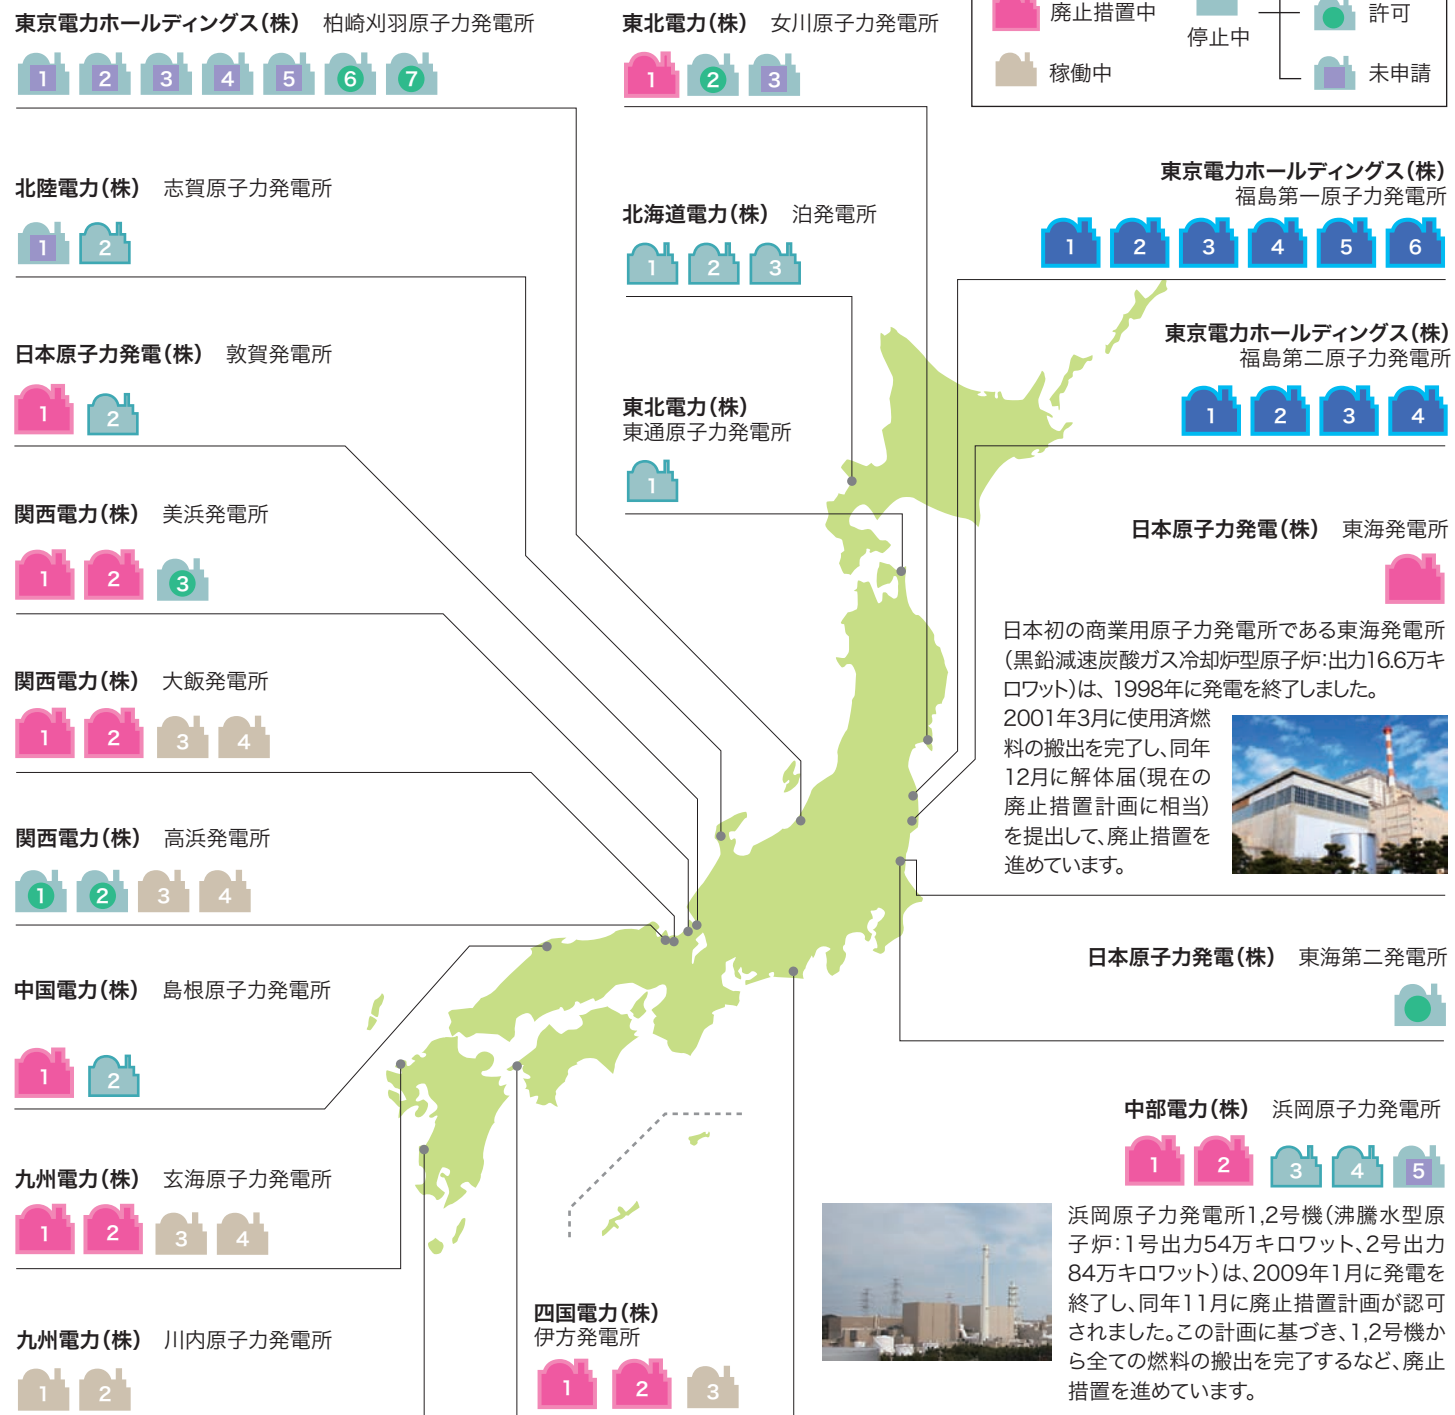 東京電力ホールディングス(株) 柏崎刈羽原子力発電所
1 2 3 4 5 6 7
東北電力(株) 女川原子力発電所
1 2 3
廃止措置中
停止中
許可
稼働中
未申請
北陸電力(株) 志賀原子力発電所
1 2
北海道電力(株) 泊発電所
1 2 3
東京電力ホールディングス(株)
福島第一原子力発電所
1 2 3 4 5 6
日本原子力発電(株) 敦賀発電所
1 2
東北電力(株)
東通原子力発電所
1
東京電力ホールディングス(株)
福島第二原子力発電所
1 2 3 4
関西電力(株) 美浜発電所
1 2 3
日本原子力発電(株) 東海発電所
日本初の商業用原子力発電所である東海発電所
(黒鉛減速炭酸ガス冷却炉型原子炉:出力16.6万キ
ロワット)は、1998年に発電を終了しました。
2001年3月に使用済燃
料の搬出を完了し、同年
12月に解体届(現在の
廃止措置計画に相当)
を提出して、廃止措置を
進めています。
関西電力(株) 大飯発電所
1 2 3 4
関西電力(株) 高浜発電所
1 2 3 4
日本原子力発電(株) 東海第二発電所
中国電力(株) 島根原子力発電所
1 2
中部電力(株) 浜岡原子力発電所
1 2 3 4 5
浜岡原子力発電所1,2号機(沸騰水型原
子炉:1号出力54万キロワット、2号出力
84万キロワット)は、2009年1月に発電を
終了し、同年11月に廃止措置計画が認可
されました。この計画に基づき、1,2号機か
ら全ての燃料の搬出を完了するなど、廃止
措置を進めています。
九州電力(株) 玄海原子力発電所
1 2 3 4
九州電力(株) 川内原子力発電所
1 2
四国電力(株)
伊方発電所
1 2 3